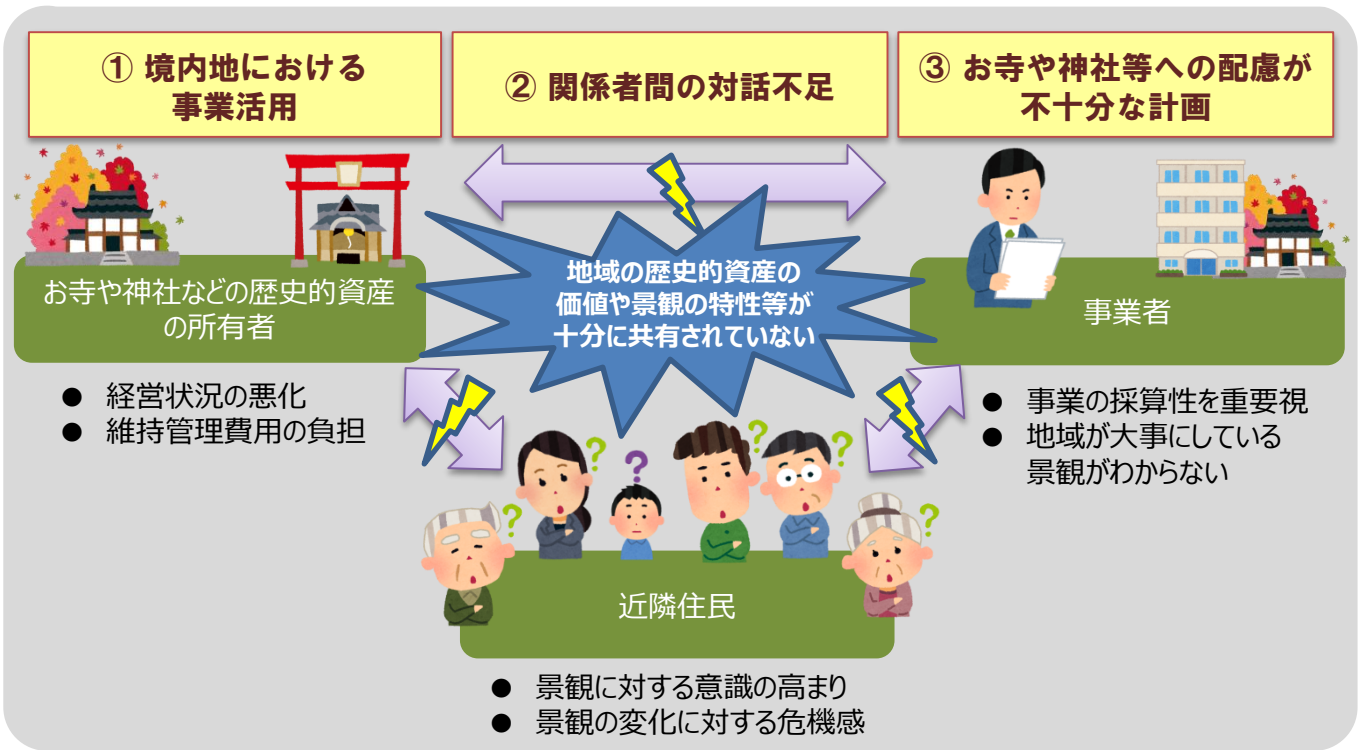 ① 境内地における
事業活用
② 関係者間の対話不足
③ お寺や神社等への配慮が
不十分な計画
地域の歴史的資産の
価値や景観の特性等が
十分に共有されていない
お寺や神社などの歴史的資産
の所有者
● 経営状況の悪化
● 維持管理費用の負担
事業者
● 事業の採算性を重要視
● 地域が大事にしている
景観がわからない
? ? ? ? ? ?
近隣住民
● 景観に対する意識の高まり
● 景観の変化に対する危機感